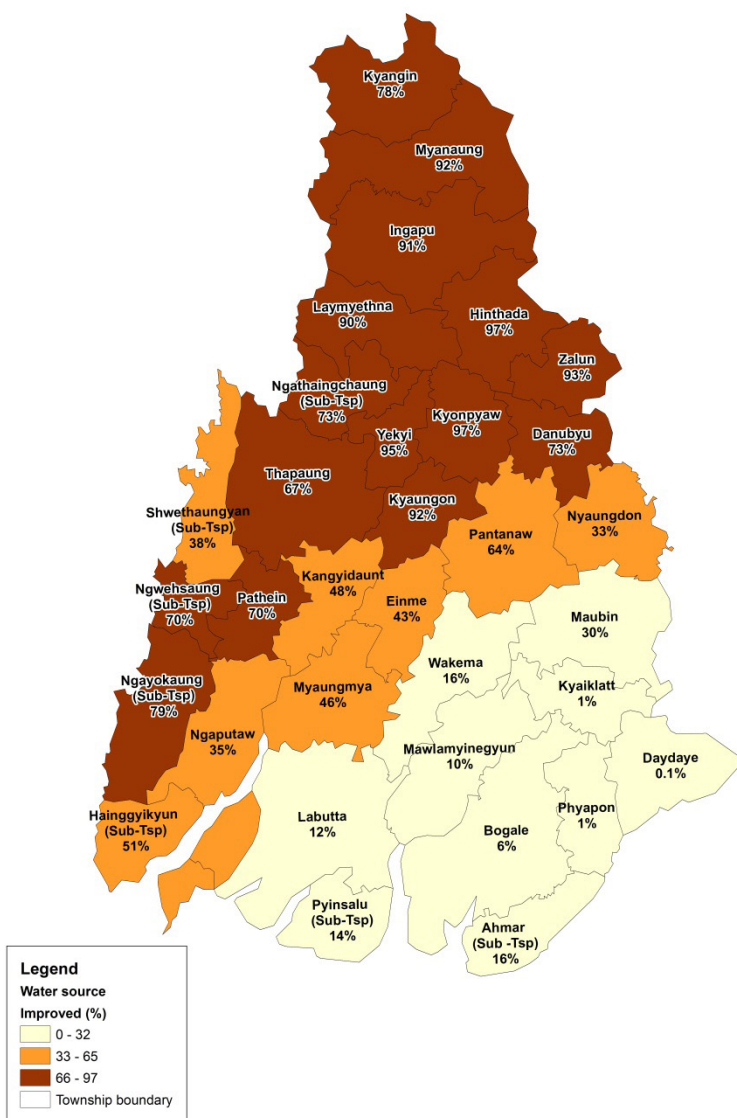 Kyangin
78%
Myanaung
92%
Ingapu
91%
Laymyethna
90%
Hinthada
97%
Zalun
93%
Ngathaingchaung
(Sub-Tsp)
73%
Yekyi
95%
Kyonpyaw
97%
Danubyu
73%
Thapaung
67%
Kyaungon
92%
Shwethaungyan
(Sub-Tsp)
38%
Pantanaw
64%
Nyaungdon
33%
Ngwehsaung
(Sub-Tsp)
70%
Pathein
70%
Kangyidaunt
48%
Einme
43%
Maubin
30%
Wakema
16%
Ngayokaung
(Sub-Tsp)
79%
Myaungmya
46%
Kyaiklatt
1%
Ngaputaw
35%
Mawlamyinegyun
10%
Daydaye
0.1%
Hainggyikyun
(Sub-Tsp)
51%
Labutta
12%
Bogale
6%
Phyapon
1%
Pyinsalu
(Sub-Tsp)
14%
Ahmar
(Sub -Tsp)
16%
Legend
Water source
Improved (%)
0 - 32
33 - 65
66 - 97
Township boundary